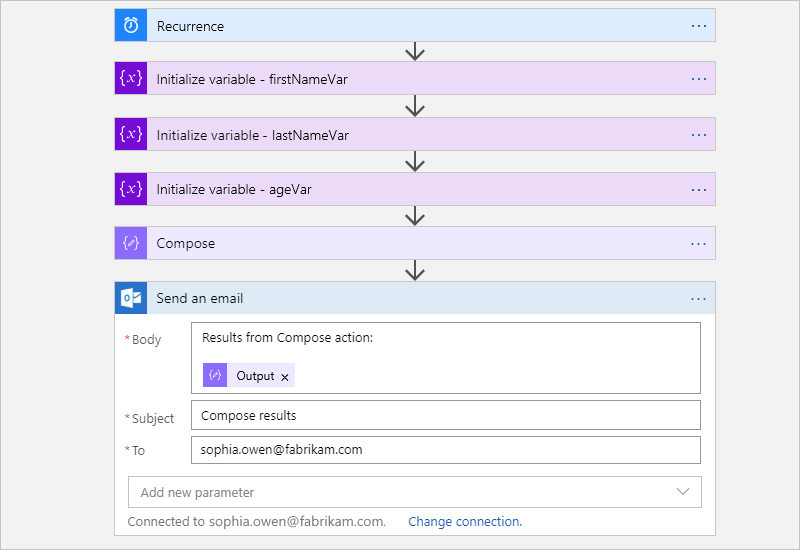 Recurrence
{x} Initialize variable - firstNameVar
{x} Initialize variable - lastNameVar
{x} Initialize variable - ageVar
Compose
Send an email
*Body
Results from Compose action:
Output ×
*Subject
Compose results
*To
sophia.owen@fabrikam.com
Add new parameter
Connected to sophia.owen@fabrikam.com. Change connection.